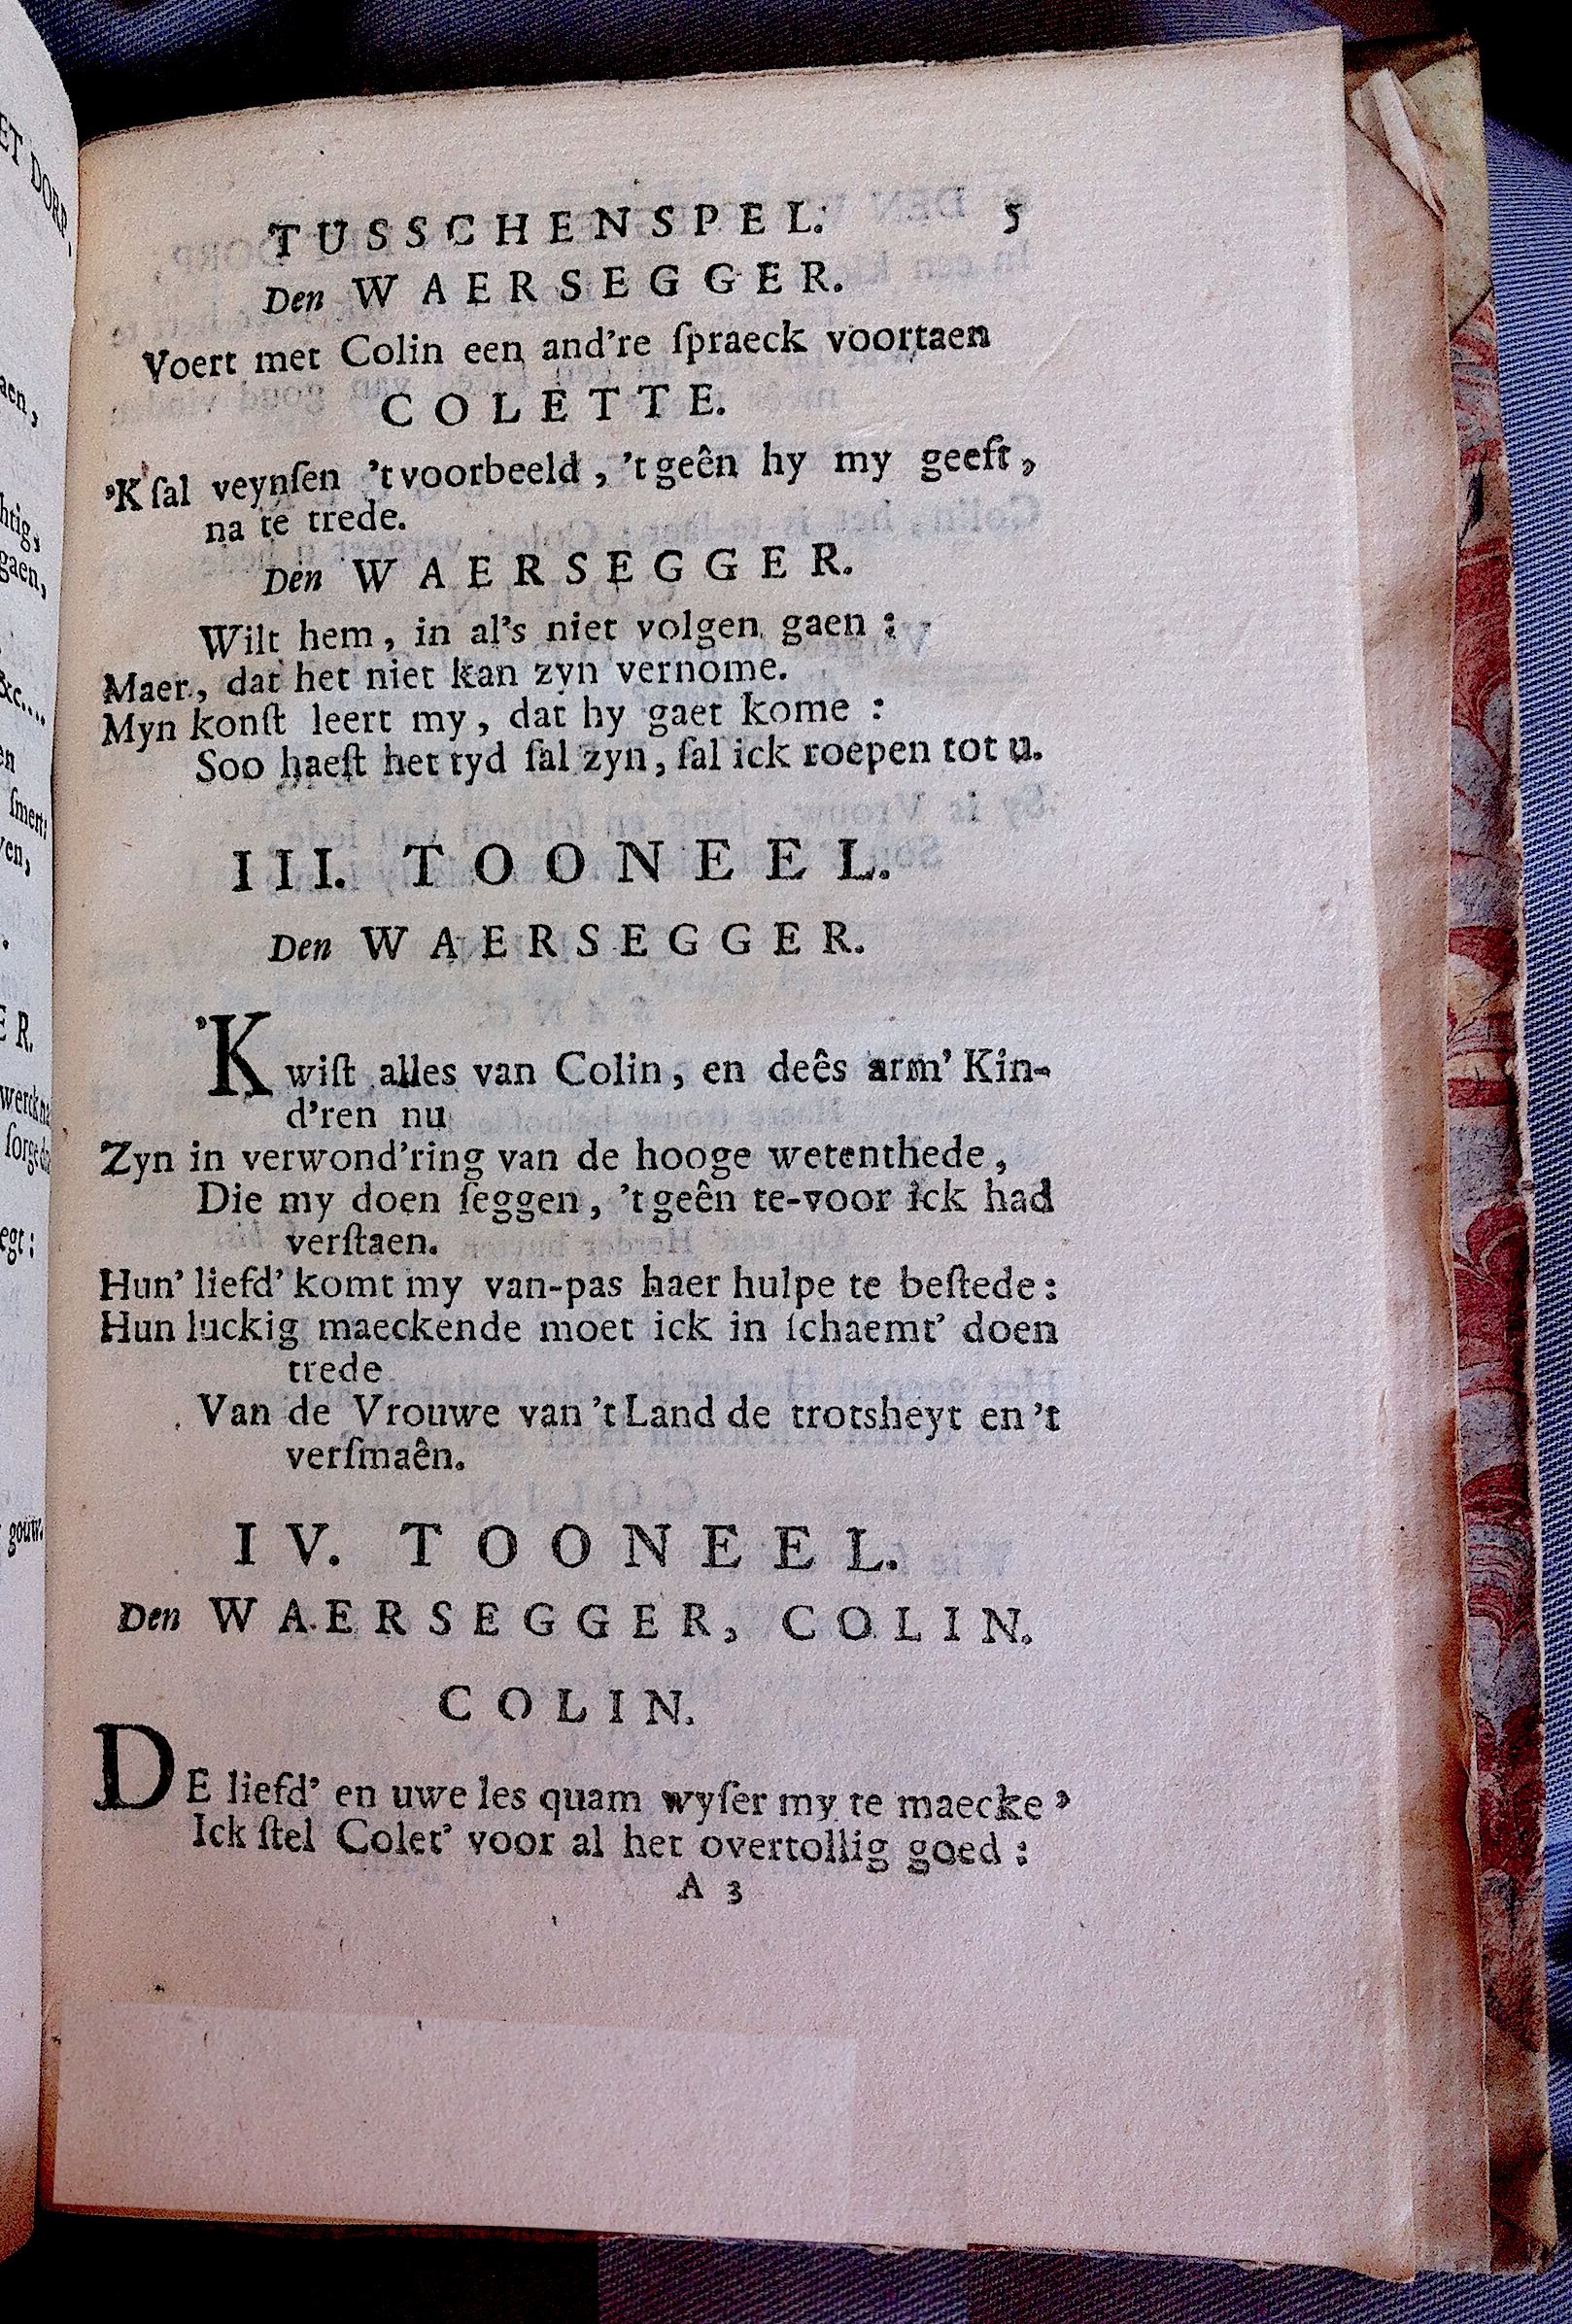 TUSSCHENSPEL. 5
Den WAERSEGGER.
Voert met Colin een and're ſpraeck voortaen
COLETTE.
'K ſal veynſen 't voorbeeld, 't geên hy my geeft,
na te trede.
Den WAERSEGGER.
Wilt hem, in al's niet volgen gaen:
Maer, dat het niet kan zyn vernome.
Myn konſt leert my, dat hy gaet kome:
Soo haeſt het tyd ſal zyn, ſal ick roepen tot u.
III. TOONEEL.
Den WAERSEGGER.
'K wiſt alles van Colin, en deês arm' Kin-
d'ren nu
Zyn in verwond'ring van de hooge wetenthede,
Die my doen ſeggen, 't geên te-voor ick had
verſtaen.
Hun' liefd' komt my van-pas haer hulpe te beſtede:
Hun luckig maeckende moet ick in ſchaemt' doen
trede
Van de Vrouwe van 't Land de trotsheyt en 't
verſmaên.
IV. TOONEEL.
Den WAERSEGGER, COLIN.
COLIN.
DE liefd' en uwe les quam wyſer my te maecke,
Ick ſtel Colet' voor al het overtollig goed:
A 3